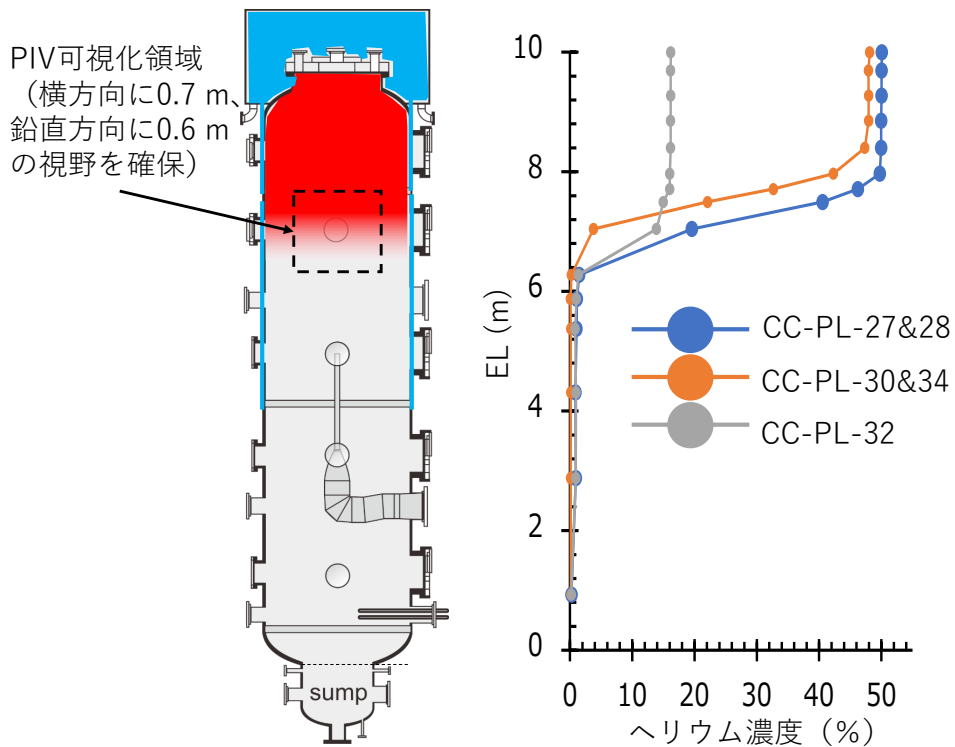 PIV可視化領域
（横方向に0.7 m、
鉛直方向に0.6 m
の視野を確保）
sump
10
8
6
4
2
0
EL (m)
CC-PL-27&28
CC-PL-30&34
CC-PL-32
0 10 20 30 40 50
ヘリウム濃度（%）